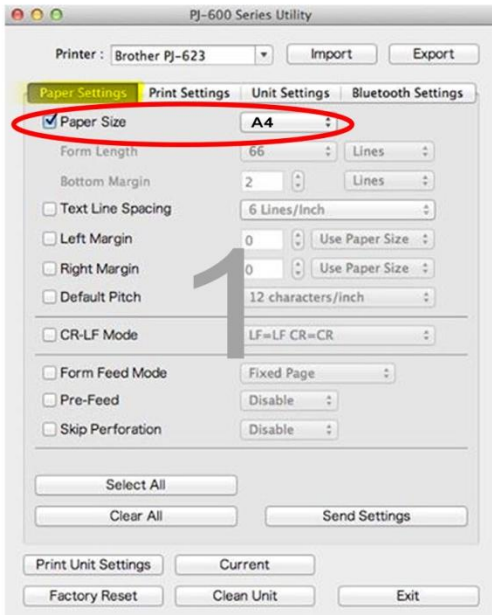 PJ-600 Series Utility
Printer : Brother PJ-623 Import Export
Paper Settings Print Settings Unit Settings Bluetooth Settings
Paper Size A4
Form Length 66 Lines
Bottom Margin 2 Lines
Text Line Spacing 6 Lines/Inch
Left Margin 0 Use Paper Size
Right Margin 0 Use Paper Size
Default Pitch 12 characters/inch
1
CR-LF Mode LF=LF CR=CR
Form Feed Mode Fixed Page
Pre-Feed Disable
Skip Perforation Disable
Select All
Clear All Send Settings
Print Unit Settings Current
Factory Reset Clean Unit Exit